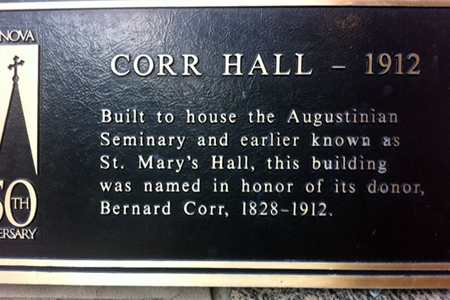 NOVA
CORR HALL – 1912
Built to house the Augustinian
Seminary and earlier known as
St. Mary's Hall, this building
was named in honor of its donor,
Bernard Corr, 1828–1912.
50TH
ERSARY